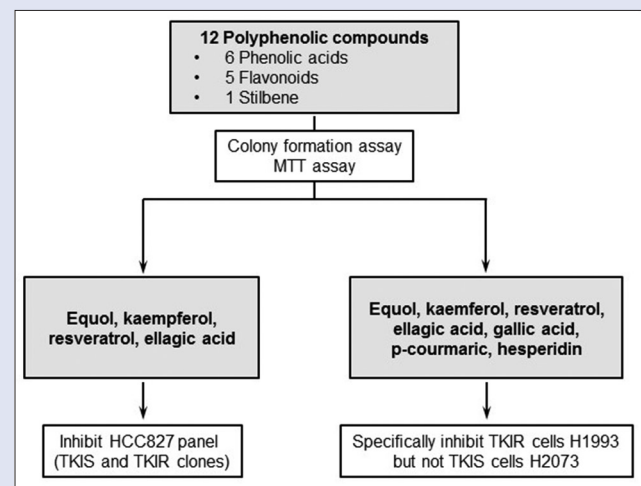 12 Polyphenolic compounds
• 6 Phenolic acids
• 5 Flavonoids
• 1 Stilbene
Colony formation assay
MTT assay
Equol, kaempferol,
resveratrol, ellagic acid
Equol, kaemferol, resveratrol,
ellagic acid, gallic acid,
p-courmaric, hesperidin
Inhibit HCC827 panel
(TKIS and TKIR clones)
Specifically inhibit TKIR cells H1993
but not TKIS cells H2073